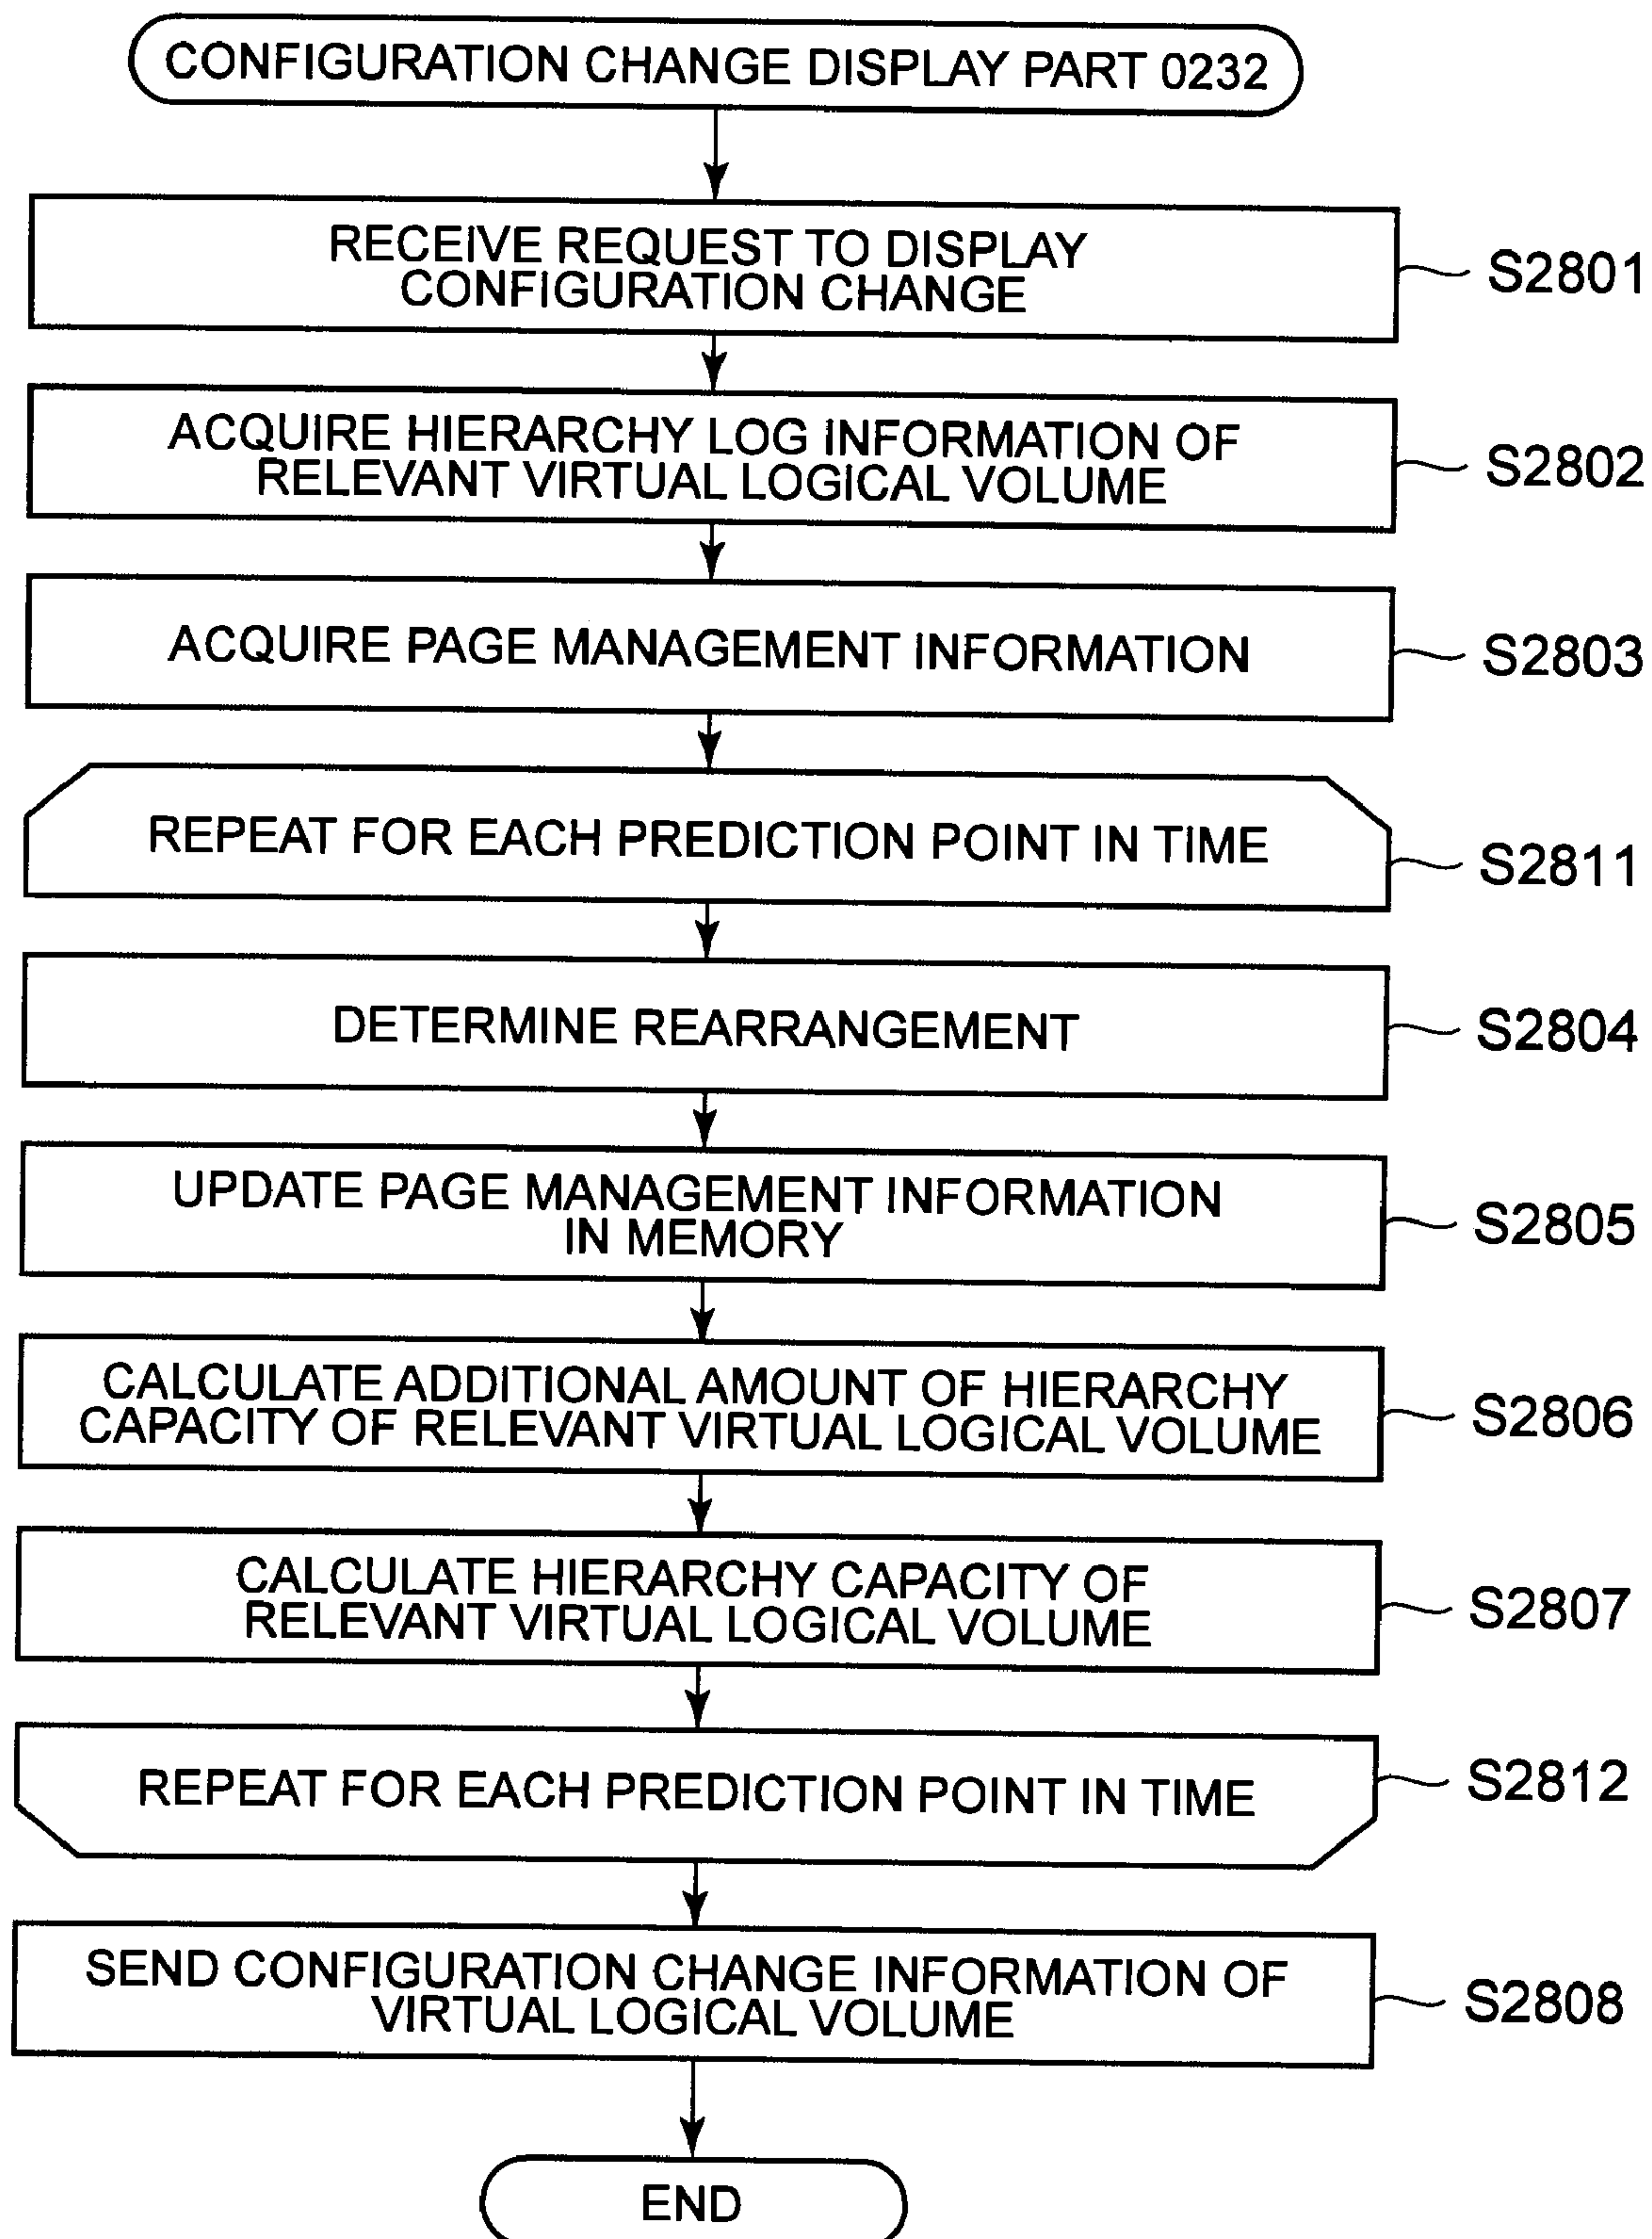 CONFIGURATION CHANGE DISPLAY PART 0232
RECEIVE REQUEST TO DISPLAY
CONFIGURATION CHANGE
S2801
ACQUIRE HIERARCHY LOG INFORMATION OF
RELEVANT VIRTUAL LOGICAL VOLUME
S2802
ACQUIRE PAGE MANAGEMENT INFORMATION
S2803
REPEAT FOR EACH PREDICTION POINT IN TIME
S2811
DETERMINE REARRANGEMENT
S2804
UPDATE PAGE MANAGEMENT INFORMATION
IN MEMORY
S2805
CALCULATE ADDITIONAL AMOUNT OF HIERARCHY
CAPACITY OF RELEVANT VIRTUAL LOGICAL VOLUME
S2806
CALCULATE HIERARCHY CAPACITY OF
RELEVANT VIRTUAL LOGICAL VOLUME
S2807
REPEAT FOR EACH PREDICTION POINT IN TIME
S2812
SEND CONFIGURATION CHANGE INFORMATION OF
VIRTUAL LOGICAL VOLUME
S2808
END